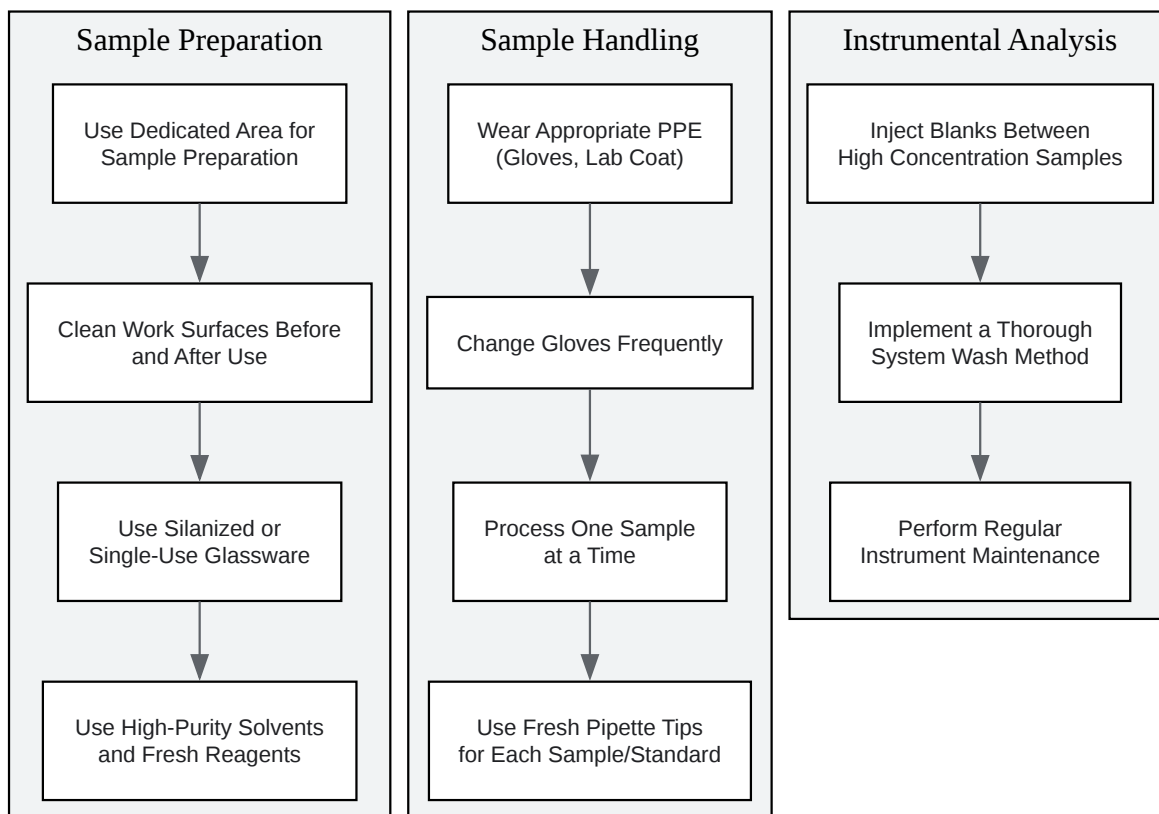 Sample Preparation
Use Dedicated Area for
Sample Preparation
Clean Work Surfaces Before
and After Use
Use Silanized or
Single-Use Glassware
Use High-Purity Solvents
and Fresh Reagents
Sample Handling
Wear Appropriate PPE
(Gloves, Lab Coat)
Change Gloves Frequently
Process One Sample
at a Time
Use Fresh Pipette Tips
for Each Sample/Standard
Instrumental Analysis
Inject Blanks Between
High Concentration Samples
Implement a Thorough
System Wash Method
Perform Regular
Instrument Maintenance